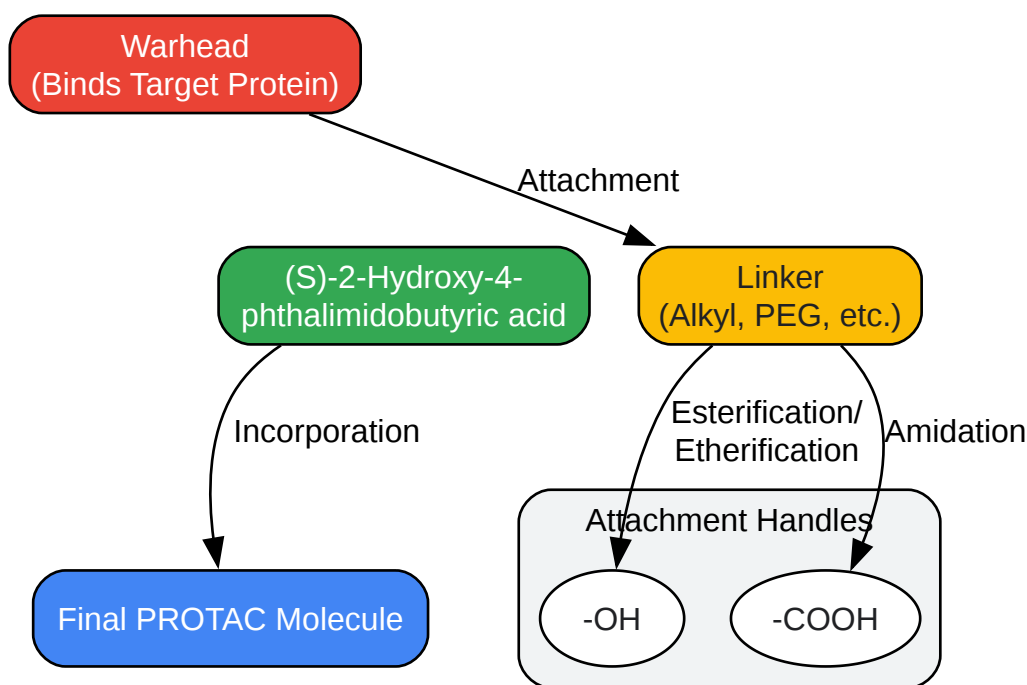 Warhead
(Binds Target Protein)
Attachment
(S)-2-Hydroxy-4-
phthalimidobutyric acid
Linker
(Alkyl, PEG, etc.)
Incorporation
Esterification/
Etherification
Amidation
Attachment Handles
Final PROTAC Molecule
-OH
-COOH